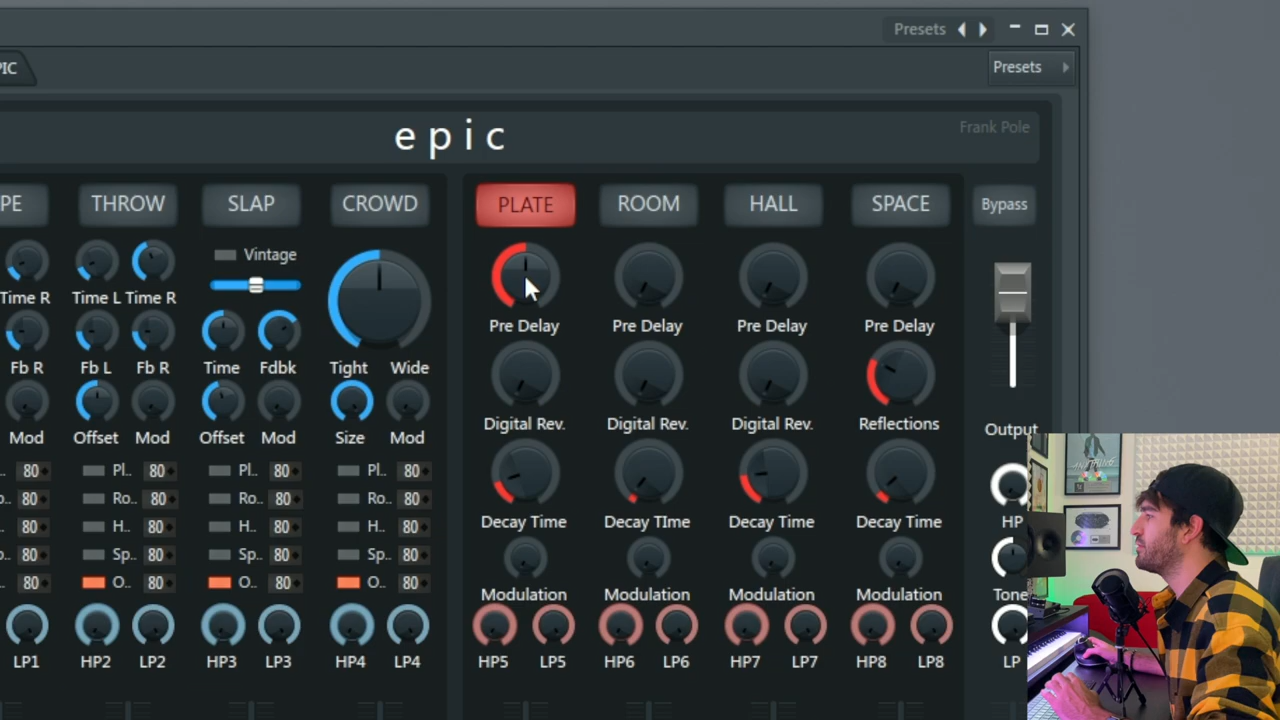 Presets
PIC
Presets
epic
Frank Pole
PE THROW SLAP CROWD PLATE ROOM HALL SPACE Bypass
Vintage
Time R Time L Time R
Pre Delay Pre Delay Pre Delay Pre Delay
Fb R Fb L Fb R Time Fdbk Tight Wide
Digital Rev. Digital Rev. Digital Rev. Reflections
Output
Mod Offset Mod Offset Mod Size Mod
.. 80 Pl.. 80 Pl.. 80 Pl.. 80
o.. 80 Ro.. 80 Ro.. 80 Ro.. 80
Decay Time Decay TIme Decay Time Decay Time
HP
.. 80 H.. 80 H.. 80 H.. 80
.. 80 Sp.. 80 Sp.. 80 Sp.. 80
.. 80 O.. 80 O.. 80 O.. 80
Modulation Modulation Modulation Modulation
Tone
LP1 HP2 LP2 HP3 LP3 HP4 LP4 HP5 LP5 HP6 LP6 HP7 LP7 HP8 LP8 LP